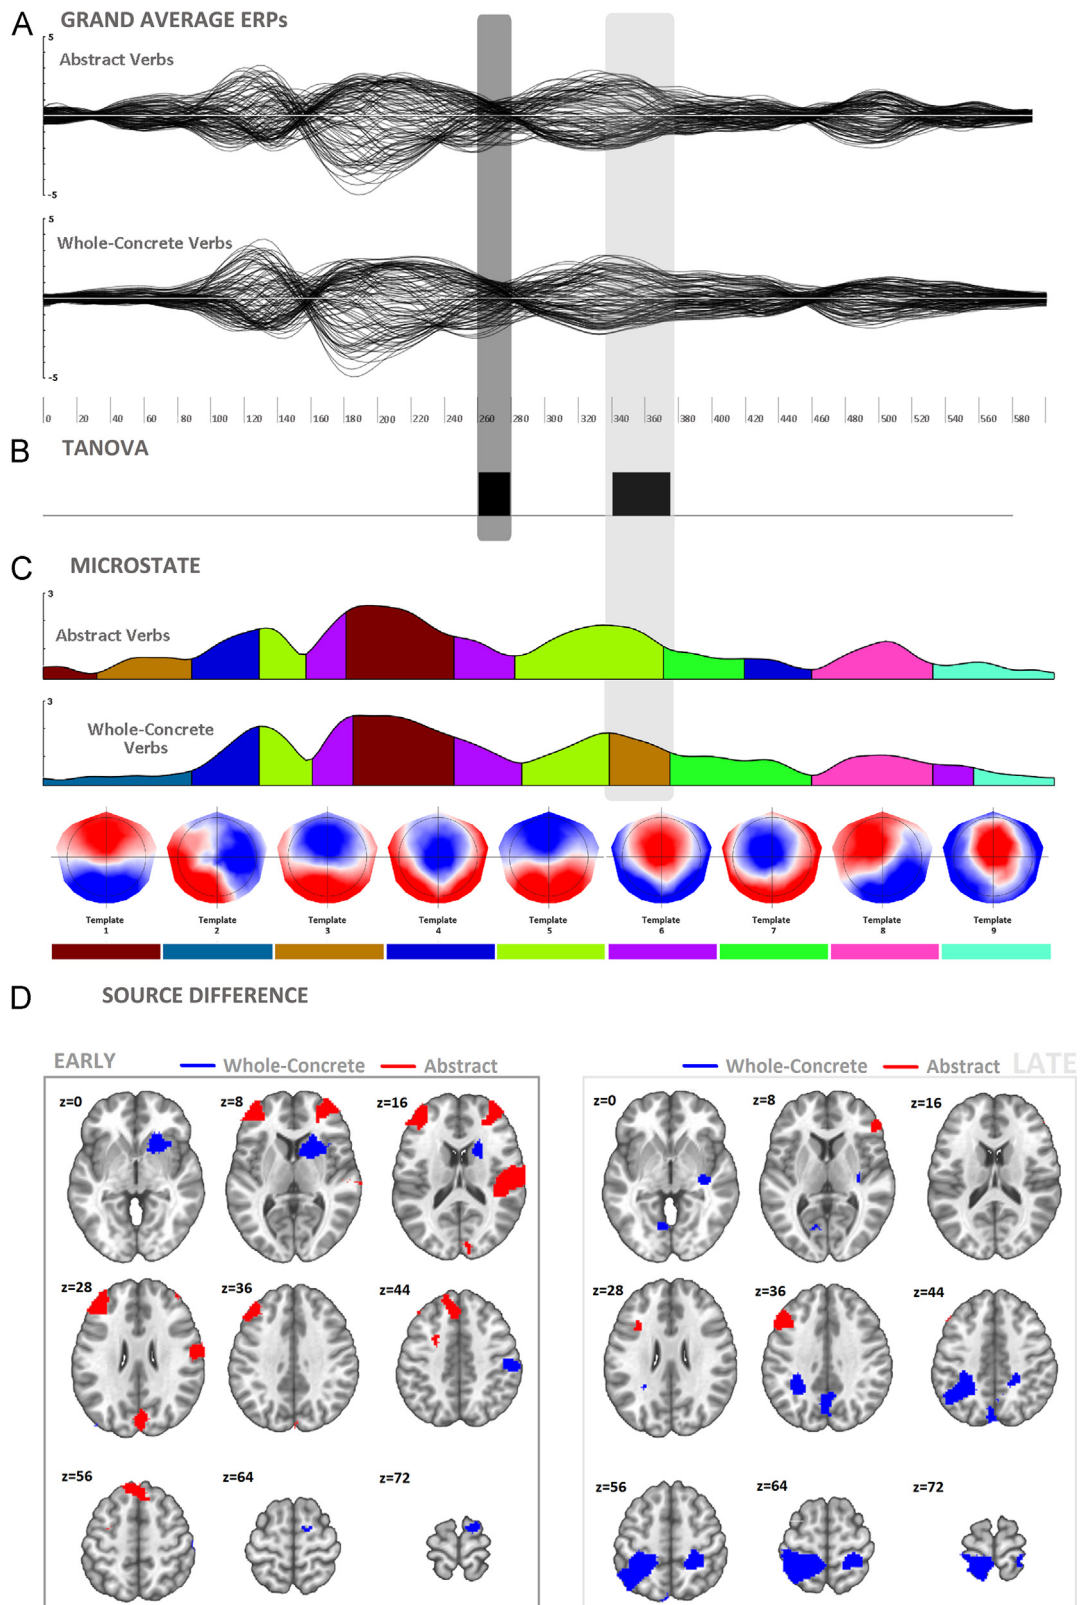 A GRAND AVERAGE ERPs
5
Abstract Verbs
-5
5
Whole-Concrete Verbs
-5
0 20 40 60 80 100 120 140 160 180 200 220 240 260 280 300 320 340 360 380 400 420 440 460 480 500 520 540 560 580
B TANOVA
C MICROSTATE
3
Abstract Verbs
3
Whole-Concrete
Verbs
Template Template Template Template Template Template Template Template Template
1 2 3 4 5 6 7 8 9
D SOURCE DIFFERENCE
EARLY Whole-Concrete Abstract
z=0 z=8 z=16
z=28 z=36 z=44
z=56 z=64 z=72
Whole-Concrete Abstract LATE
z=0 z=8 z=16
z=28 z=36 z=44
z=56 z=64 z=72